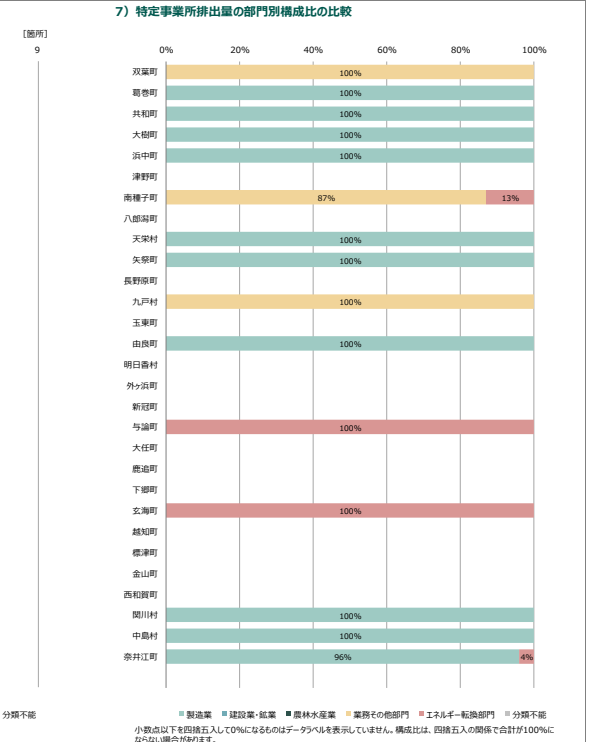 7）特定事業所排出量の部門別構成比の比較
[箇所]
9
0% 20% 40% 60% 80% 100%
双葉町 100%
葛巻町 100%
共和町 100%
大樹町 100%
浜中町 100%
津野町
南種子町 87% 13%
八郎潟町
天栄村 100%
矢祭町 100%
長野原町
九戸村 100%
玉東町
由良町 100%
明日香村
外ヶ浜町
新冠町
与論町 100%
大任町
鹿追町
下郷町
玄海町 100%
越知町
標津町
金山町
西和賀町
関川村 100%
中島村 100%
奈井江町 96% 4%
分類不能
■製造業 ■建設業・鉱業 ■農林水産業 ■業務その他部門 ■エネルギー転換部門 ■分類不能
小数点以下を四捨五入して0%になるものはデータラベルを表示していません。構成比は、四捨五入の関係で合計が100%に
ならない場合があります。